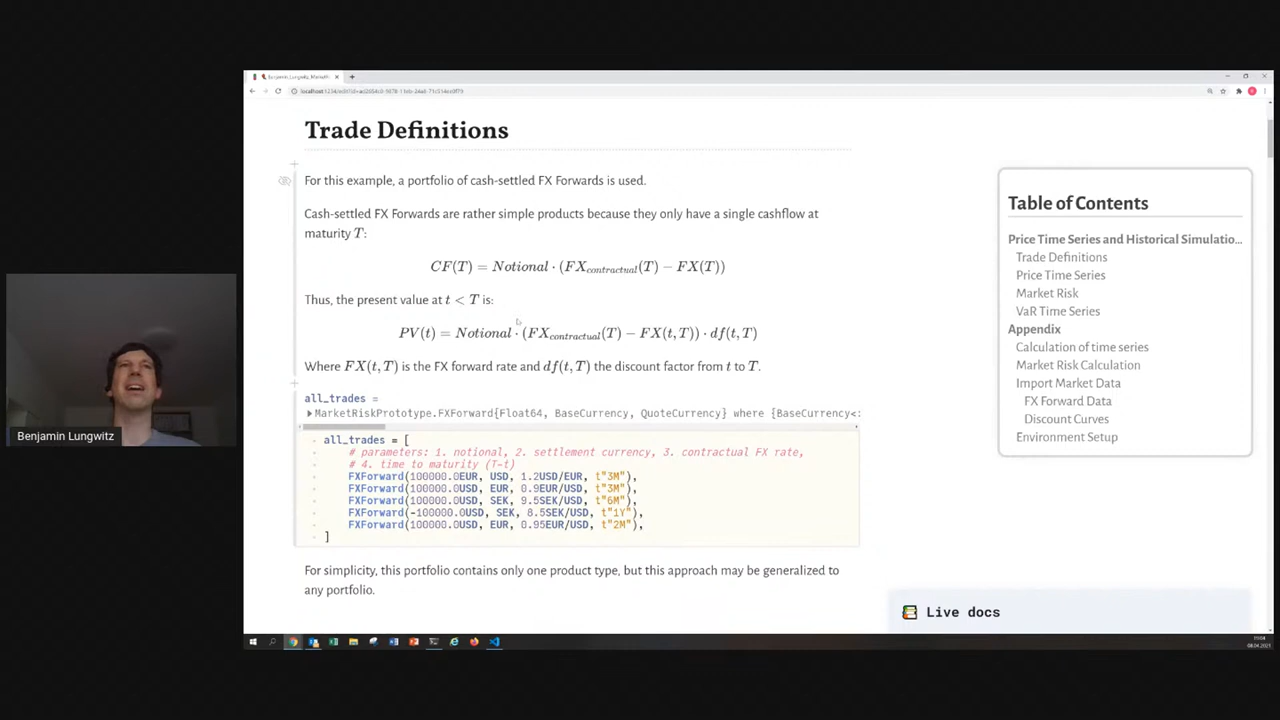 Benjamin_Lungwitz_MarketRi
Trade Definitions
For this example, a portfolio of cash-settled FX Forwards is used.
Cash-settled FX Forwards are rather simple products because they only have a single cashflow at
maturity T:
CF(T) = Notional · (FX_contractual(T) − FX(T))
Thus, the present value at t < T is:
PV(t) = Notional · (FX_contractual(T) − FX(t, T)) · df(t, T)
Where FX(t, T) is the FX forward rate and df(t, T) the discount factor from t to T.
all_trades =
▶MarketRiskPrototype.FXForward{Float64, BaseCurrency, QuoteCurrency} where {BaseCurrency<:
all_trades = [
# parameters: 1. notional, 2. settlement currency, 3. contractual FX rate,
# 4. time to maturity (T-t)
FXForward(100000.0EUR, USD, 1.2USD/EUR, t"3M"),
FXForward(100000.0USD, EUR, 0.9EUR/USD, t"3M"),
FXForward(100000.0USD, SEK, 9.5SEK/USD, t"6M"),
FXForward(-100000.0USD, SEK, 8.5SEK/USD, t"1Y"),
FXForward(100000.0USD, EUR, 0.95EUR/USD, t"2M"),
]
For simplicity, this portfolio contains only one product type, but this approach may be generalized to
any portfolio.
Table of Contents
Price Time Series and Historical Simulatio...
Trade Definitions
Price Time Series
Market Risk
VaR Time Series
Appendix
Calculation of time series
Market Risk Calculation
Import Market Data
FX Forward Data
Discount Curves
Environment Setup
Live docs
Benjamin Lungwitz
15:04
08.04.2021